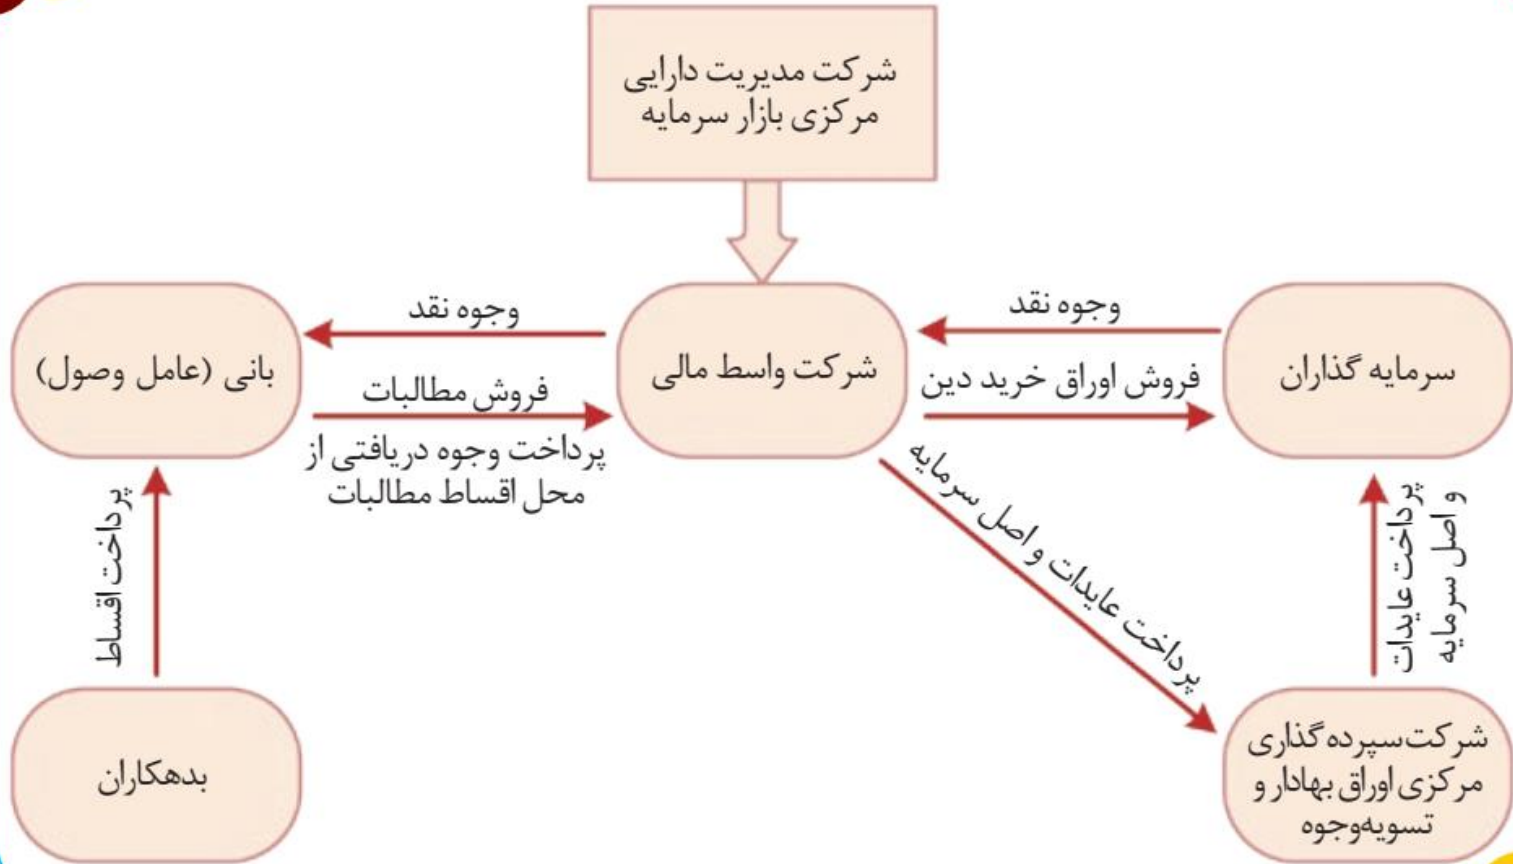 شرکت مدیریت دارایی
مرکزی بازار سرمایه
سرمایه گذاران
وجوه نقد
فروش اوراق خرید دین
شرکت واسط مالی
وجوه نقد
فروش مطالبات
پرداخت وجوه دریافتی از
محل اقساط مطالبات
بانی (عامل وصول)
پرداخت عایدات
و اصل سرمایه
پرداخت عایدات و اصل سرمایه
پرداخت اقساط
شرکت سپرده گذاری
مرکزی اوراق بهادار و
تسویه‌وجوه
بدهکاران